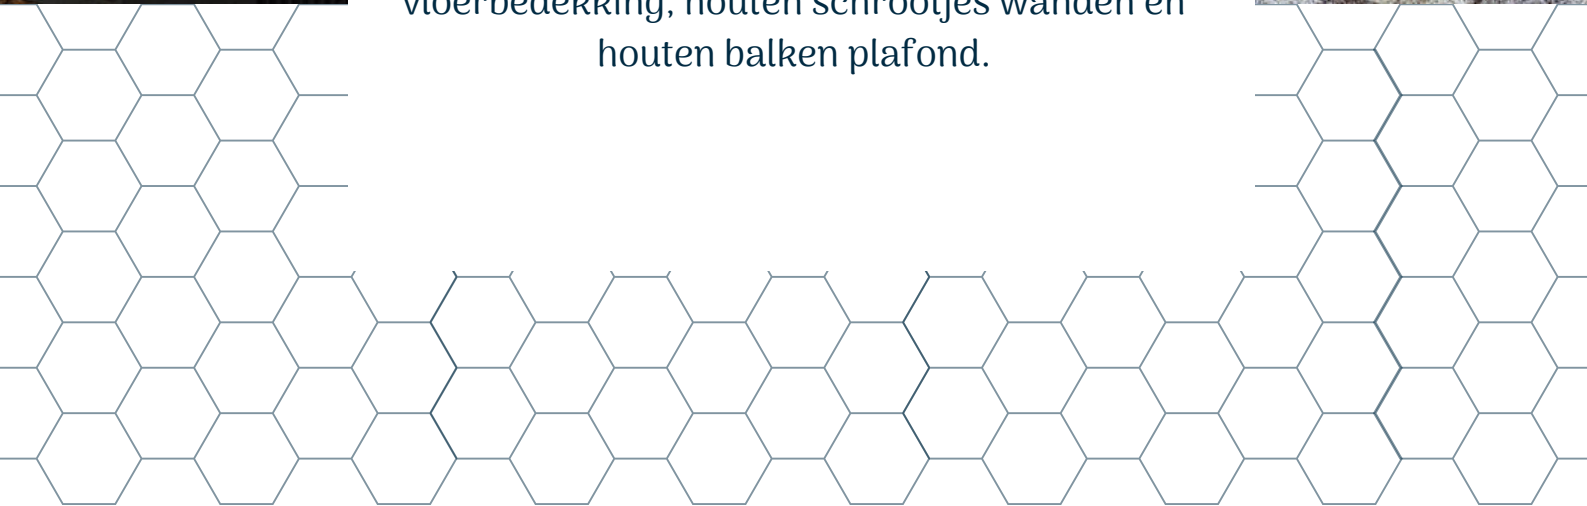 vloerbedekking, houten schrootjes wanden en
houten balken plafond.